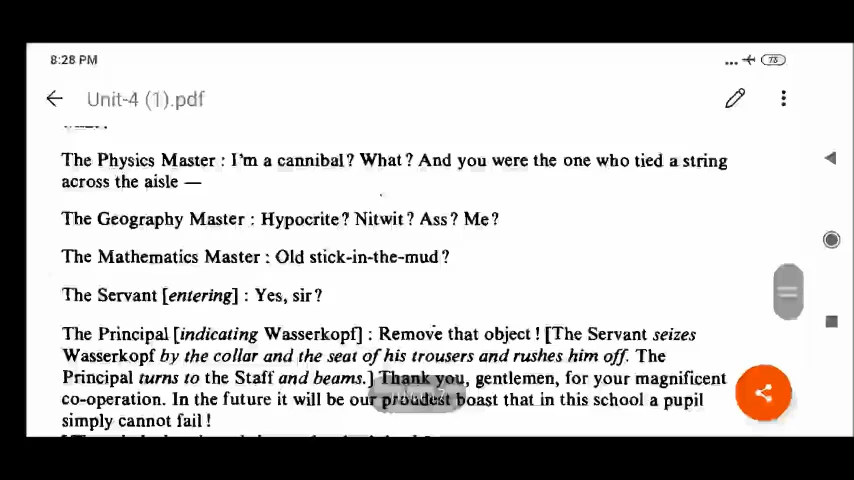 8:28 PM
73
Unit-4 (1).pdf
The Physics Master : I'm a cannibal? What? And you were the one who tied a string
across the aisle —
The Geography Master : Hypocrite? Nitwit? Ass? Me?
The Mathematics Master : Old stick-in-the-mud?
The Servant [entering] : Yes, sir?
The Principal [indicating Wasserkopf] : Remove that object! [The Servant seizes
Wasserkopf by the collar and the seat of his trousers and rushes him off. The
Principal turns to the Staff and beams.] Thank you, gentlemen, for your magnificent
co-operation. In the future it will be our proudest boast that in this school a pupil
simply cannot fail!